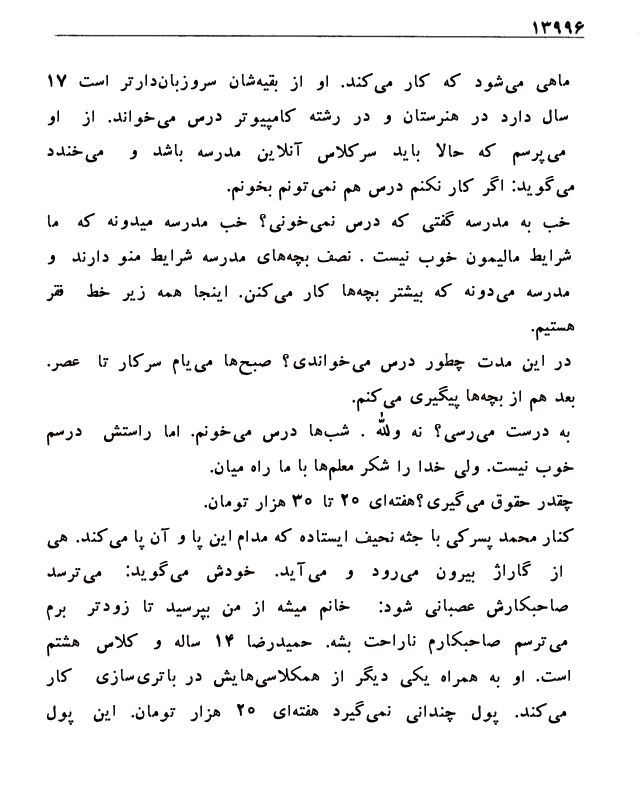 ۱۳۹۹۶
ماهی می‌شود که کار می‌کند. او از بقیه‌شان سروزبان‌دارتر است ۱۷
سال دارد در هنرستان و در رشته کامپیوتر درس می‌خواند. از او
می‌پرسم که حالا باید سرکلاس آنلاین مدرسه باشد و می‌خندد
می‌گوید: اگر کار نکنم درس هم نمی‌تونم بخونم.
خب به مدرسه گفتی که درس نمی‌خونی؟ خب مدرسه میدونه که ما
شرایط مالیمون خوب نیست . نصف بچه‌های مدرسه شرایط منو دارند و
مدرسه می‌دونه که بیشتر بچه‌ها کار می‌کنن. اینجا همه زیر خط فقر
هستیم.
در این مدت چطور درس می‌خواندی؟ صبح‌ها می‌یام سرکار تا عصر.
بعد هم از بچه‌ها پیگیری می‌کنم.
به درست می‌رسی؟ نه وﷲ . شب‌ها درس می‌خونم. اما راستش درسم
خوب نیست. ولی خدا را شکر معلم‌ها با ما راه میان.
چقدر حقوق می‌گیری؟هفته‌ای ۲۰ تا ۳۰ هزار تومان.
کنار محمد پسرکی با جثه نحیف ایستاده که مدام این پا و آن پا می‌کند. هی
از گاراژ بیرون می‌رود و می‌آید. خودش می‌گوید: می‌ترسد
صاحبکارش عصبانی شود: خانم میشه از من بپرسید تا زودتر برم
می‌ترسم صاحبکارم ناراحت بشه. حمیدرضا ۱۴ ساله و کلاس هشتم
است. او به همراه یکی دیگر از همکلاسی‌هایش در باتری‌سازی کار
می‌کند. پول چندانی نمی‌گیرد هفته‌ای ۲۰ هزار تومان. این پول